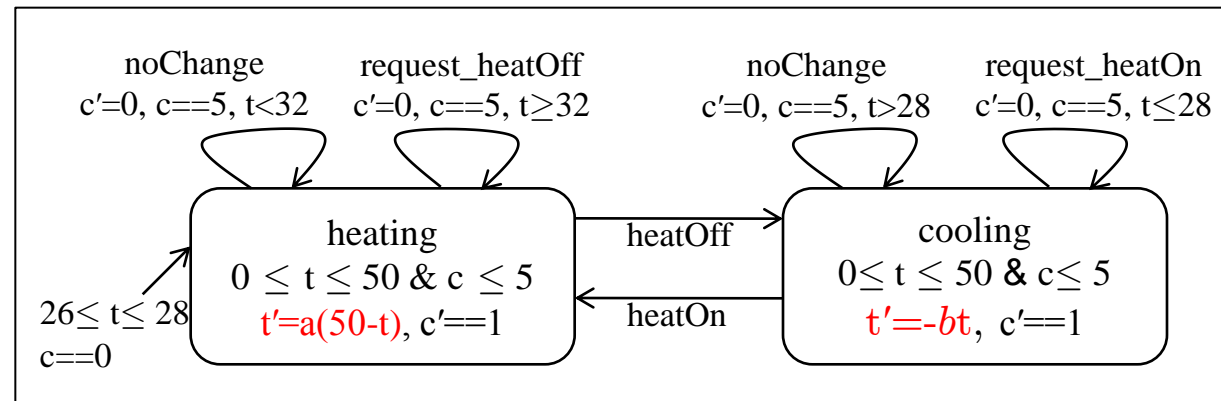 noChange
c′=0, c==5, t<32
request_heatOff
c′=0, c==5, t≥32
noChange
c′=0, c==5, t>28
request_heatOn
c′=0, c==5, t≤28
heating
0 ≤ t ≤ 50 & c ≤ 5
t′=a(50-t), c′==1
heatOff
heatOn
cooling
0≤ t ≤ 50 & c≤ 5
t′=-bt, c′==1
26≤ t≤ 28
c==0